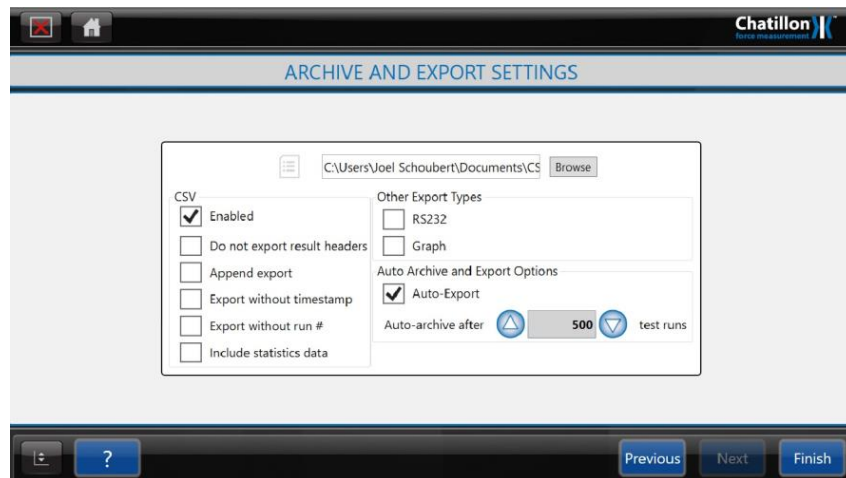 Chatillon
force measurement
ARCHIVE AND EXPORT SETTINGS
C:\Users\Joel Schoubert\Documents\CS
Browse
CSV
Enabled
Do not export result headers
Append export
Export without timestamp
Export without run #
Include statistics data
Other Export Types
RS232
Graph
Auto Archive and Export Options
Auto-Export
Auto-archive after 500 test runs
?
Previous
Next
Finish